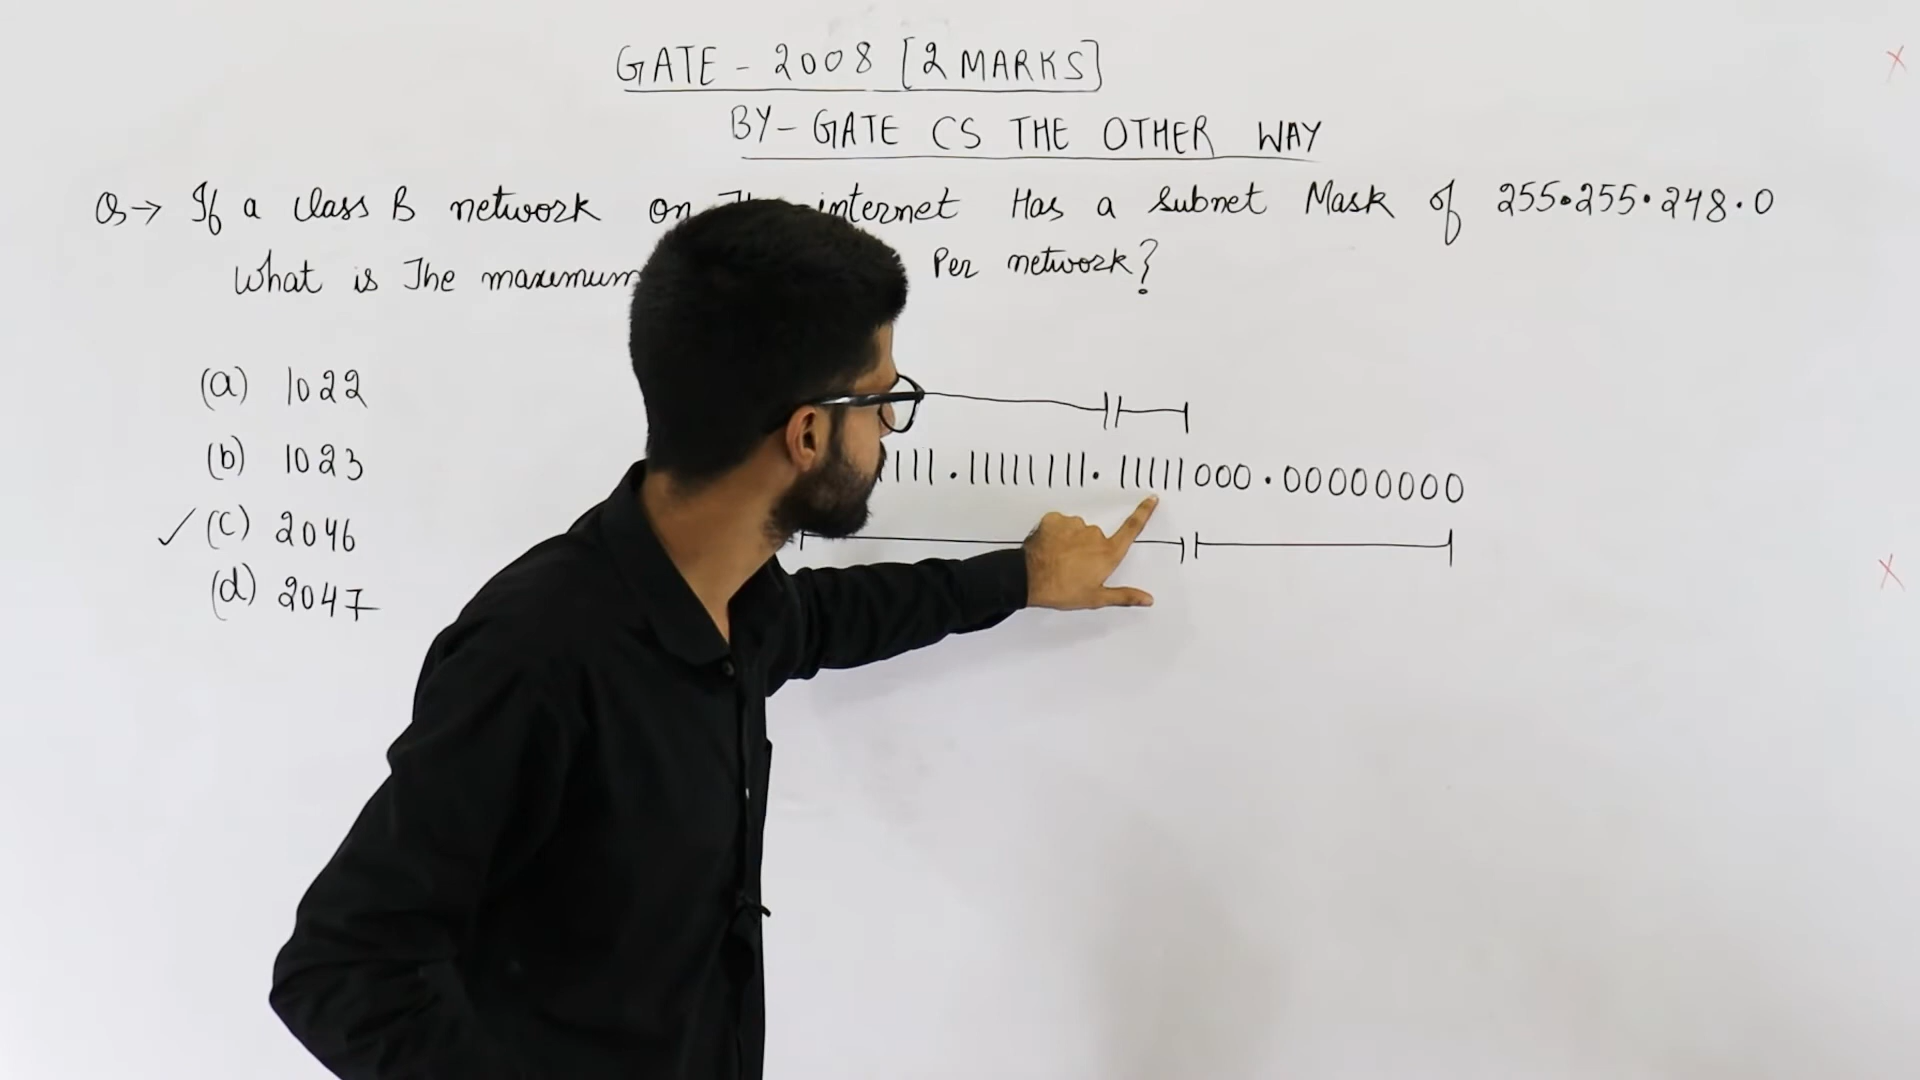 GATE - 2008 [2 MARKS]
BY - GATE CS THE OTHER WAY
Q → If a class B network on internet Has a Subnet Mask of 255.255.248.0
What is The maximum Per network?
(a) 1022
(b) 1023
✓ (c) 2046
(d) 2047
111.11111111.11111000.00000000